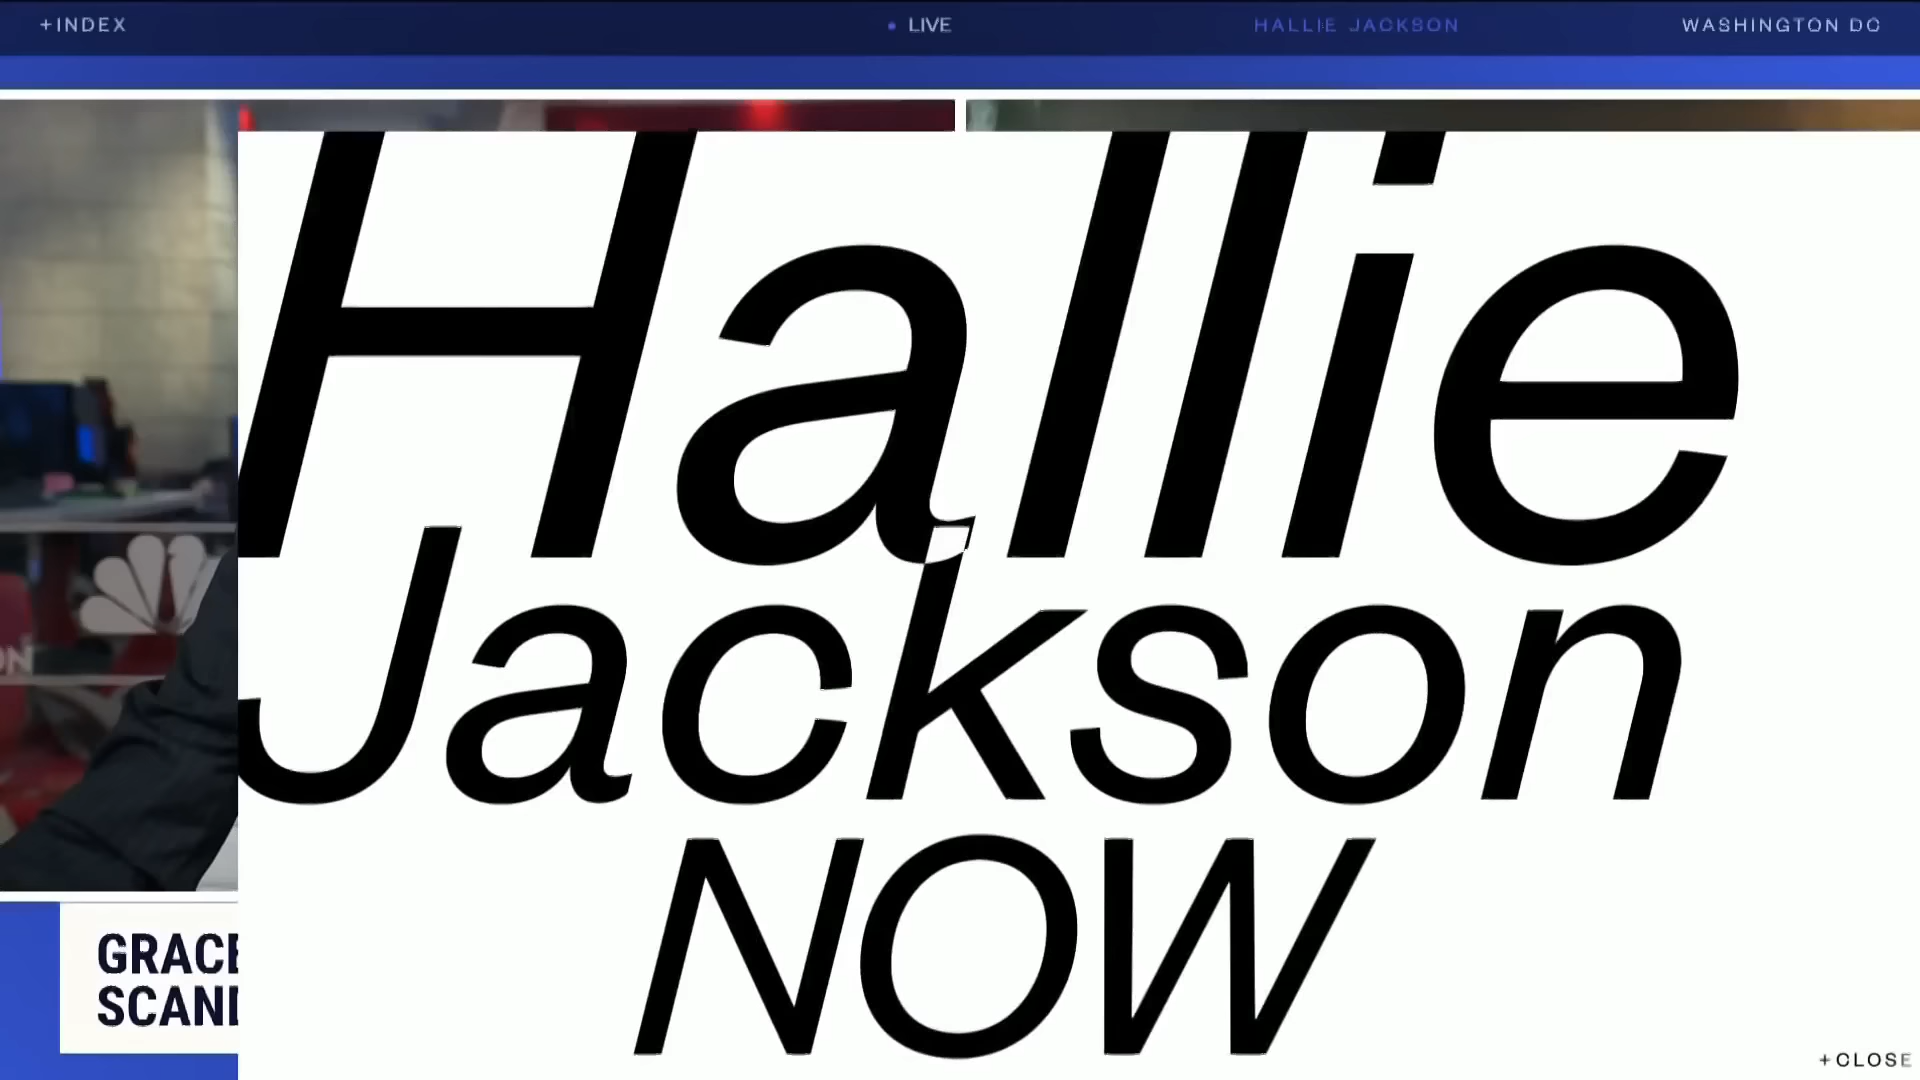 +INDEX
LIVE
HALLIE JACKSON
WASHINGTON DC
Hallie
Jackson
NOW
+CLOSE